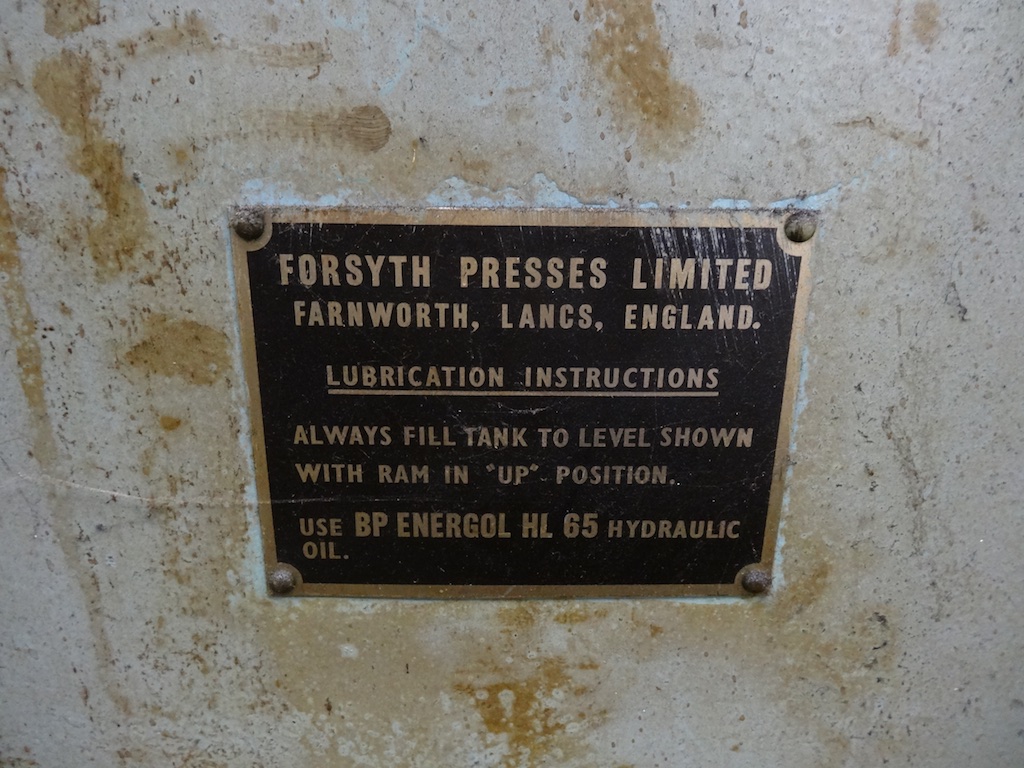 FORSYTH PRESSES LIMITED
FARNWORTH, LANCS, ENGLAND.
LUBRICATION INSTRUCTIONS
ALWAYS FILL TANK TO LEVEL SHOWN
WITH RAM IN "UP" POSITION.
USE BP ENERGOL HL 65 HYDRAULIC
OIL.